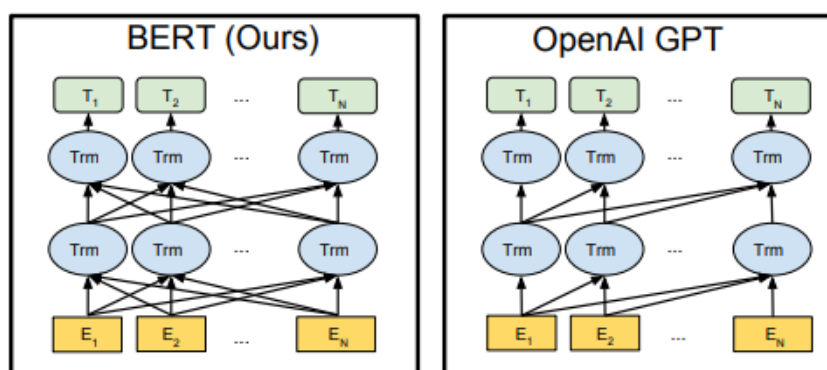 BERT (Ours)
T1 T2 ... TN
Trm Trm ... Trm
Trm Trm ... Trm
E1 E2 ... EN
OpenAI GPT
T1 T2 ... TN
Trm Trm ... Trm
Trm Trm ... Trm
E1 E2 ... EN